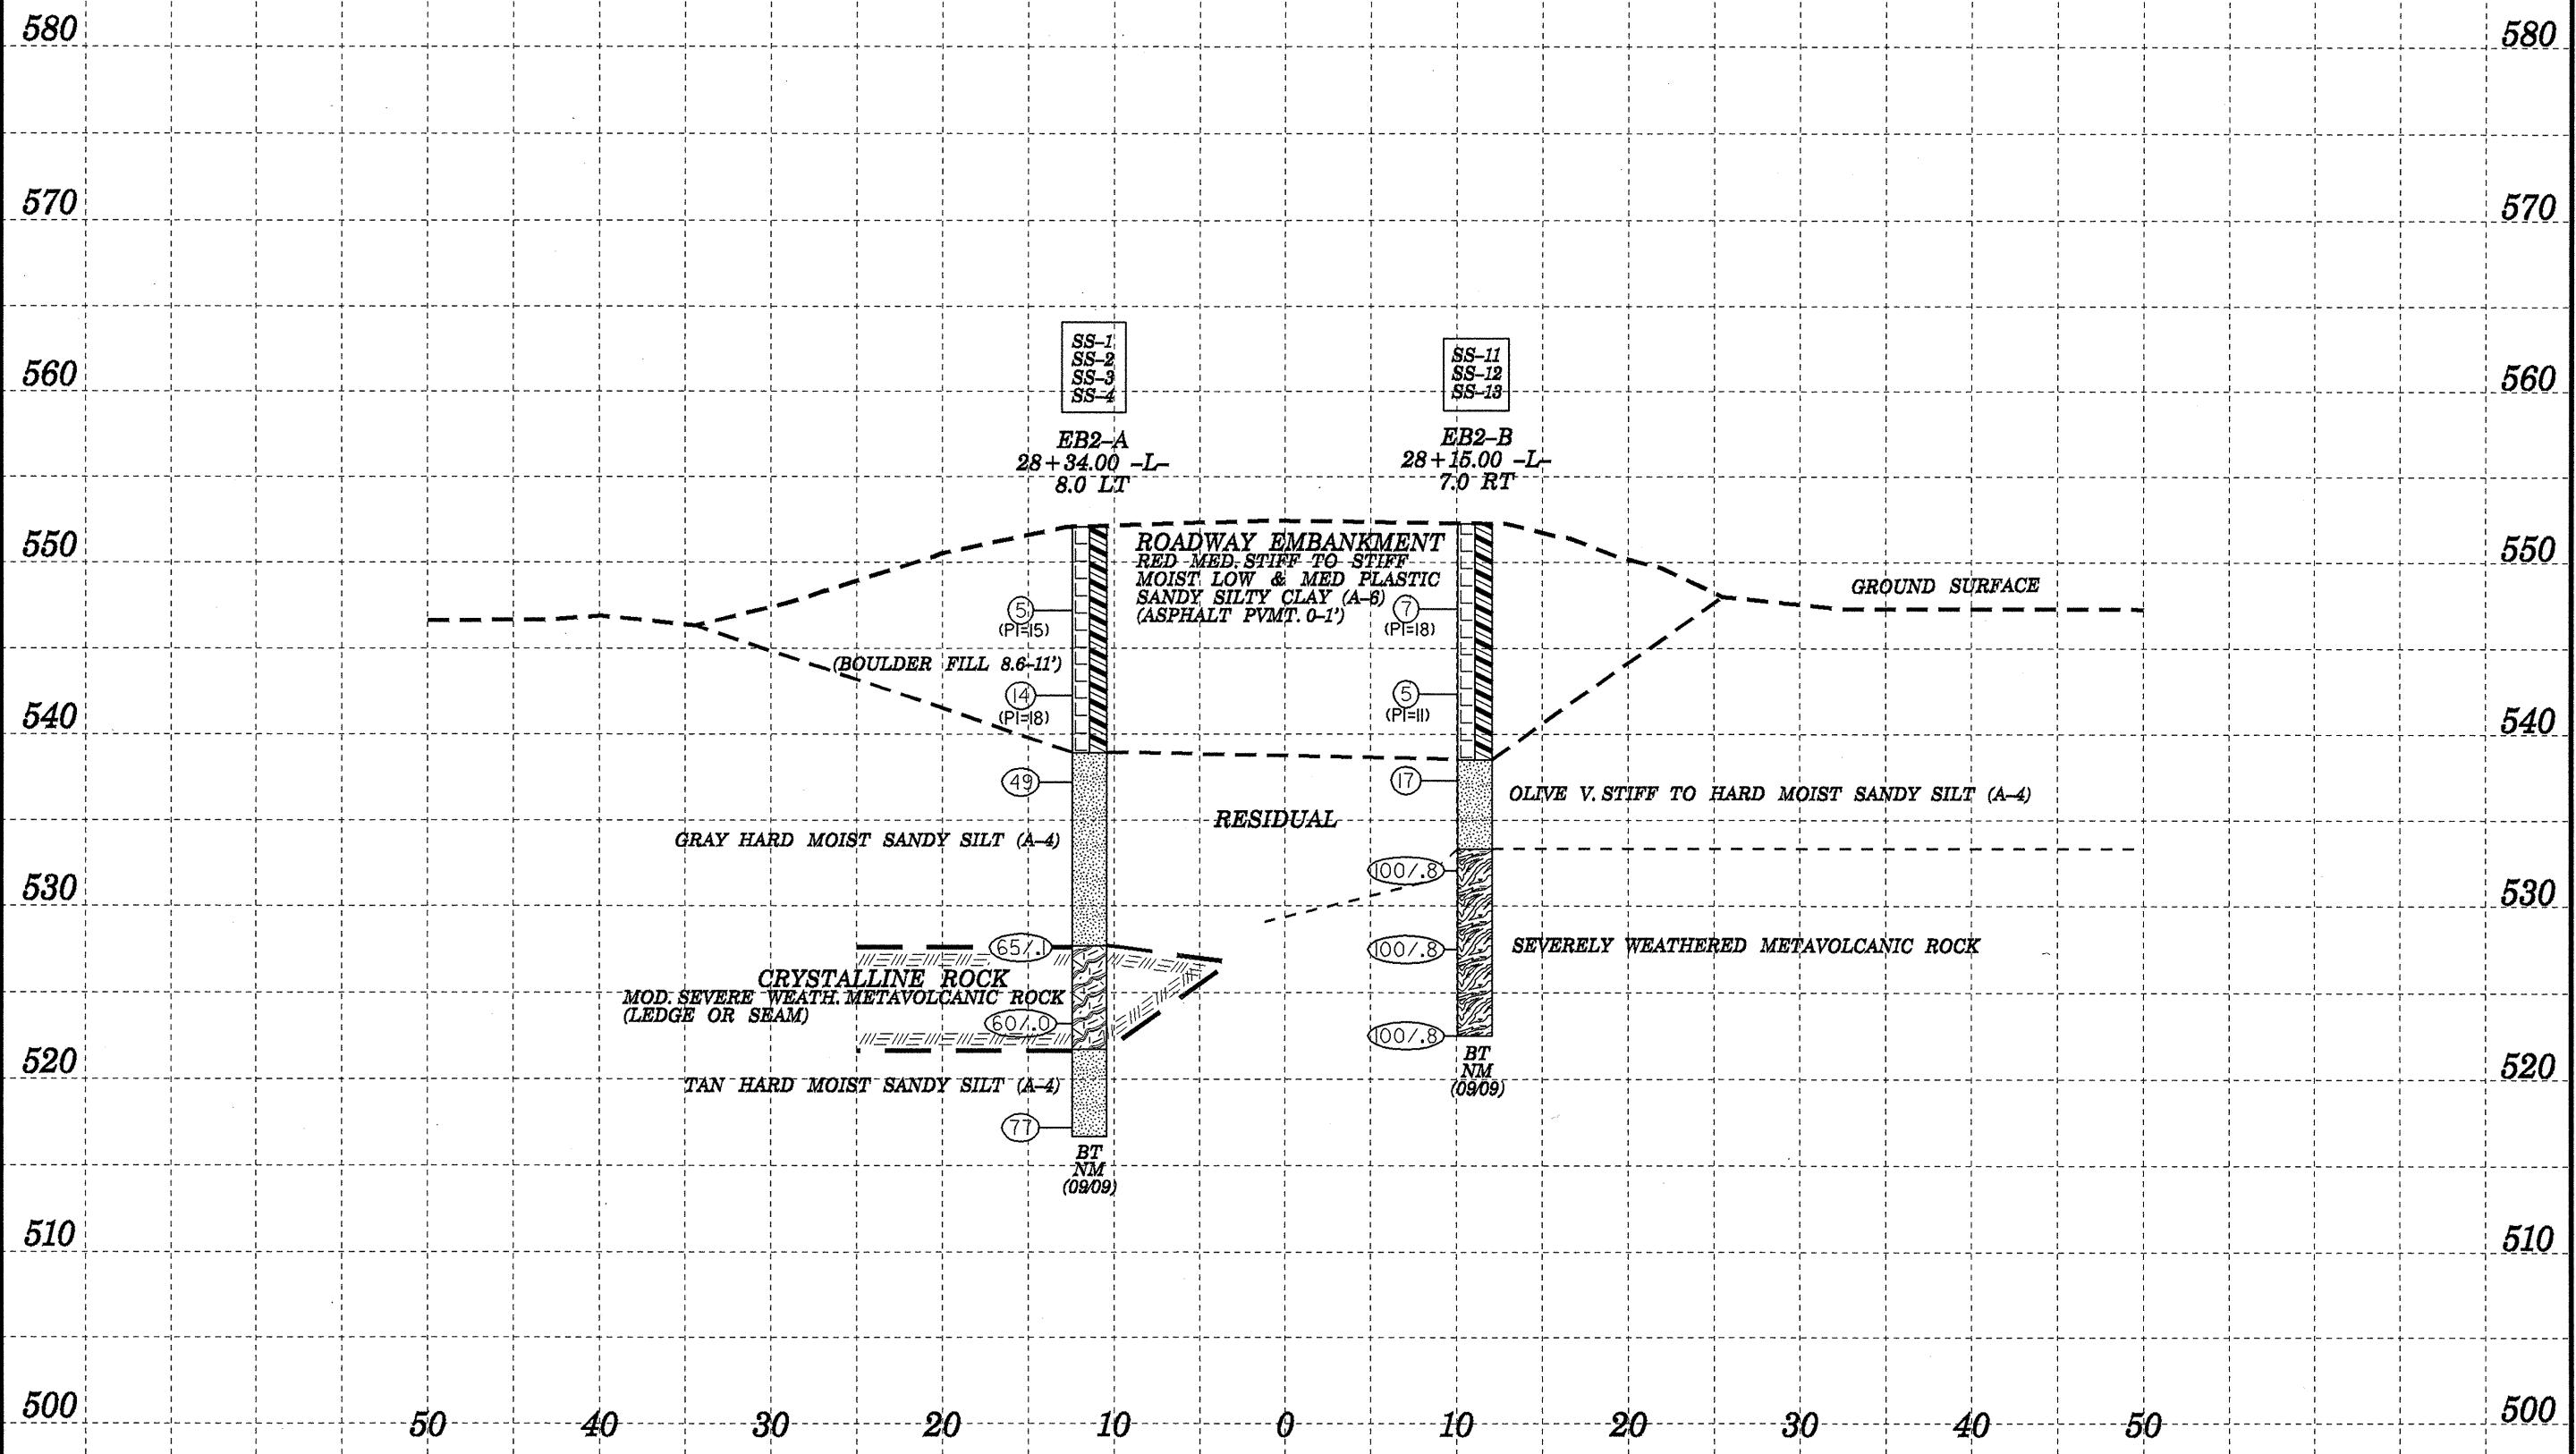 580 580
570 570
560 560
550 550
540 540
530 530
520 520
510 510
500 500
SS-1
SS-2
SS-3
SS-4
EB2-A
28+34.00 -L-
8.0 LT
SS-11
SS-12
SS-13
EB2-B
28+15.00 -L-
7.0 RT
ROADWAY EMBANKMENT
RED MED. STIFF TO STIFF
MOIST LOW & MED PLASTIC
SANDY SILTY CLAY (A-6)
(ASPHALT PVMT. 0-1')
GROUND SURFACE
5
(PI=15)
7
(PI=18)
(BOULDER FILL 8.6-11')
14
(PI=18)
5
(PI=11)
49
17
OLIVE V. STIFF TO HARD MOIST SANDY SILT (A-4)
RESIDUAL
GRAY HARD MOIST SANDY SILT (A-4)
100/.8
65/.1
100/.8
SEVERELY WEATHERED METAVOLCANIC ROCK
CRYSTALLINE ROCK
MOD. SEVERE WEATH. METAVOLCANIC ROCK
(LEDGE OR SEAM)
60/.0
100/.8
BT
NM
(09/09)
TAN HARD MOIST SANDY SILT (A-4)
77
BT
NM
(09/09)
50 40 30 20 10 0 10 20 30 40 50